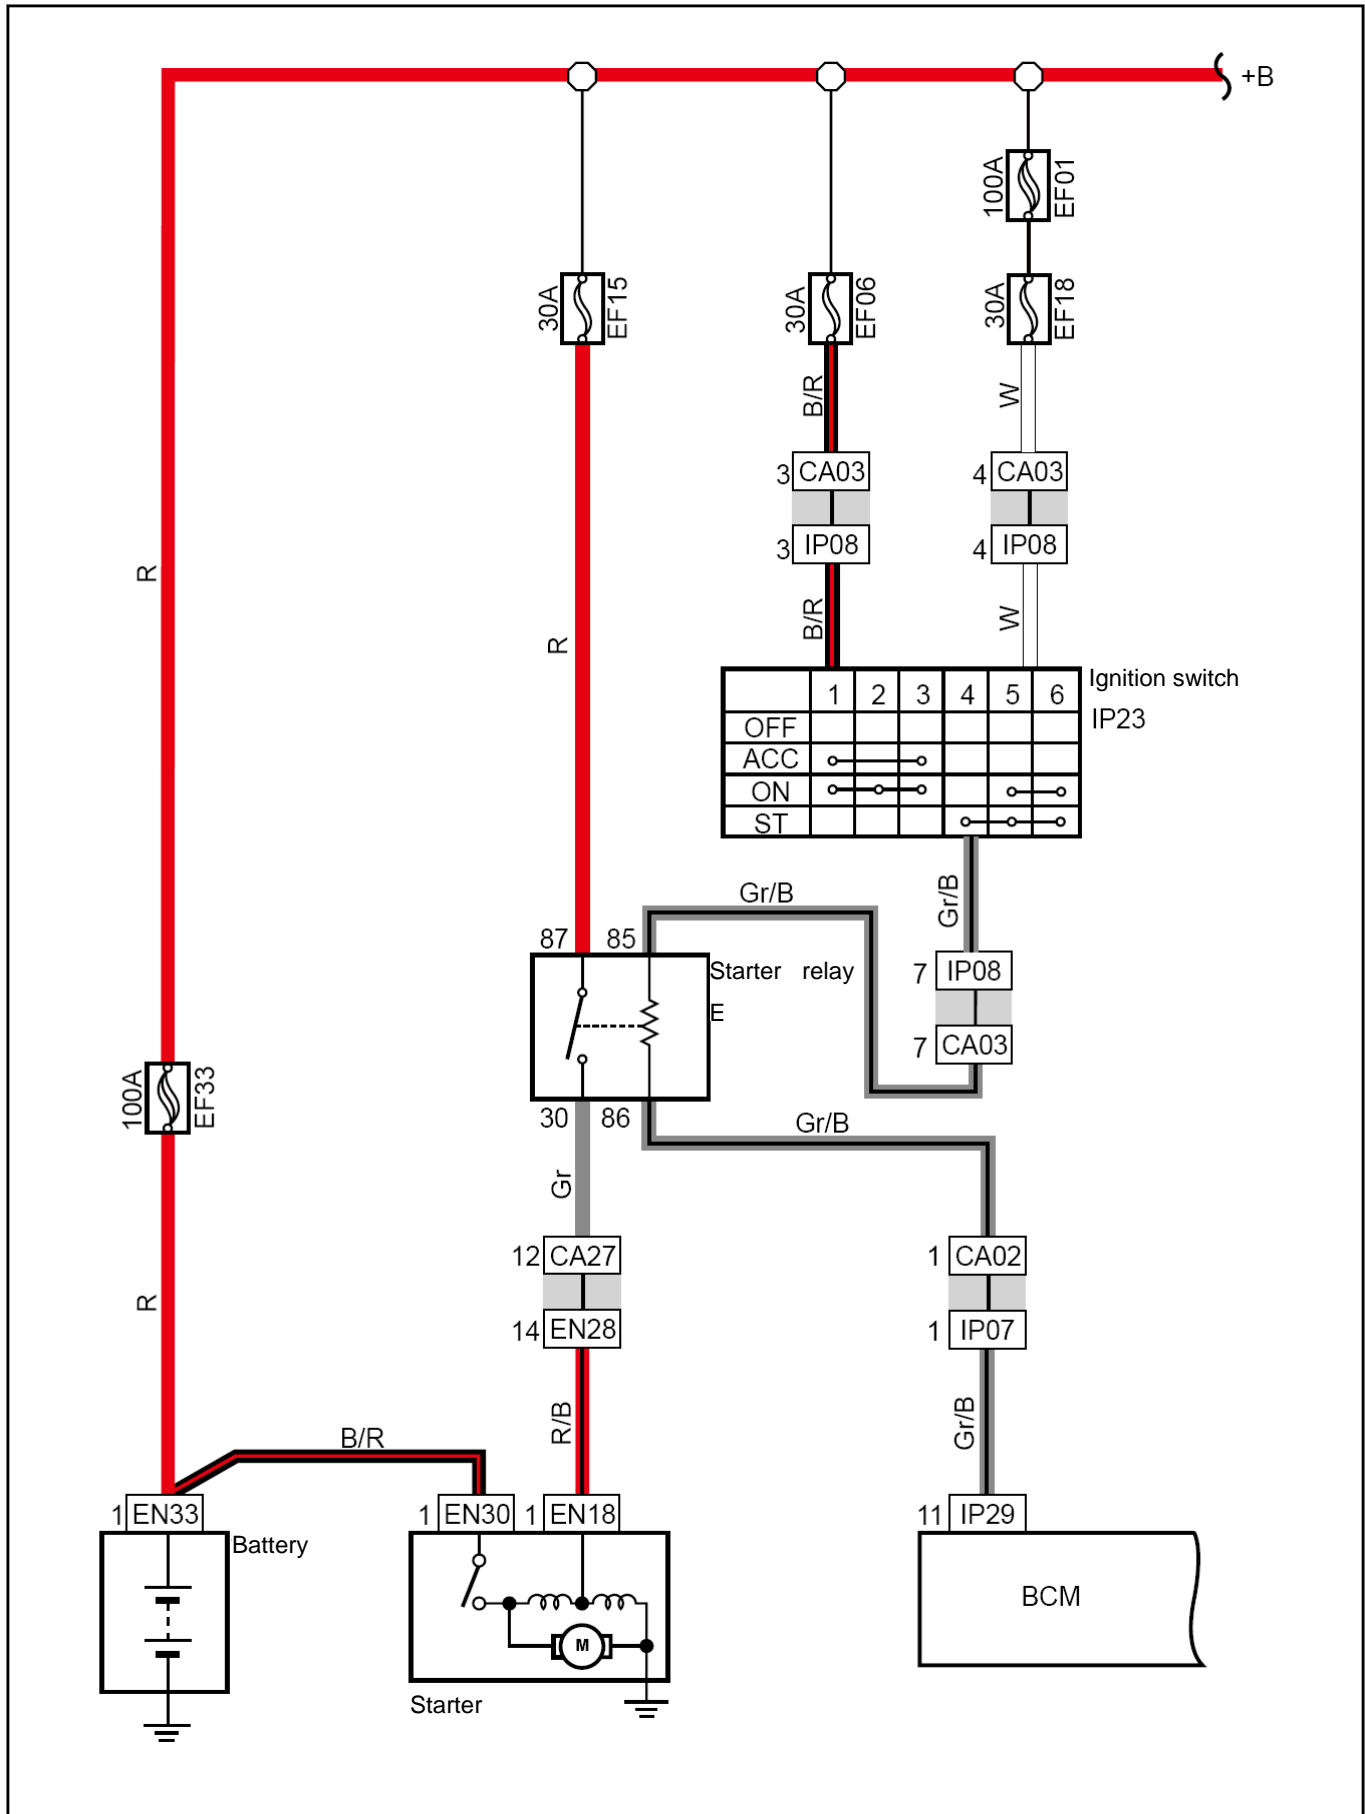 +B
100A
EF01
30A
EF15
30A
EF06
30A
EF18
B/R
W
3 CA03
4 CA03
3 IP08
4 IP08
R
R
B/R
W
Ignition switch
IP23
1 2 3 4 5 6
OFF
ACC
ON
ST
Gr/B
Gr/B
87 85
Starter relay
E
7 IP08
7 CA03
100A
EF33
30 86
Gr/B
Gr
12 CA27
1 CA02
R
14 EN28
1 IP07
R/B
Gr/B
B/R
1 EN33
1 EN30
1 EN18
11 IP29
Battery
BCM
M
Starter